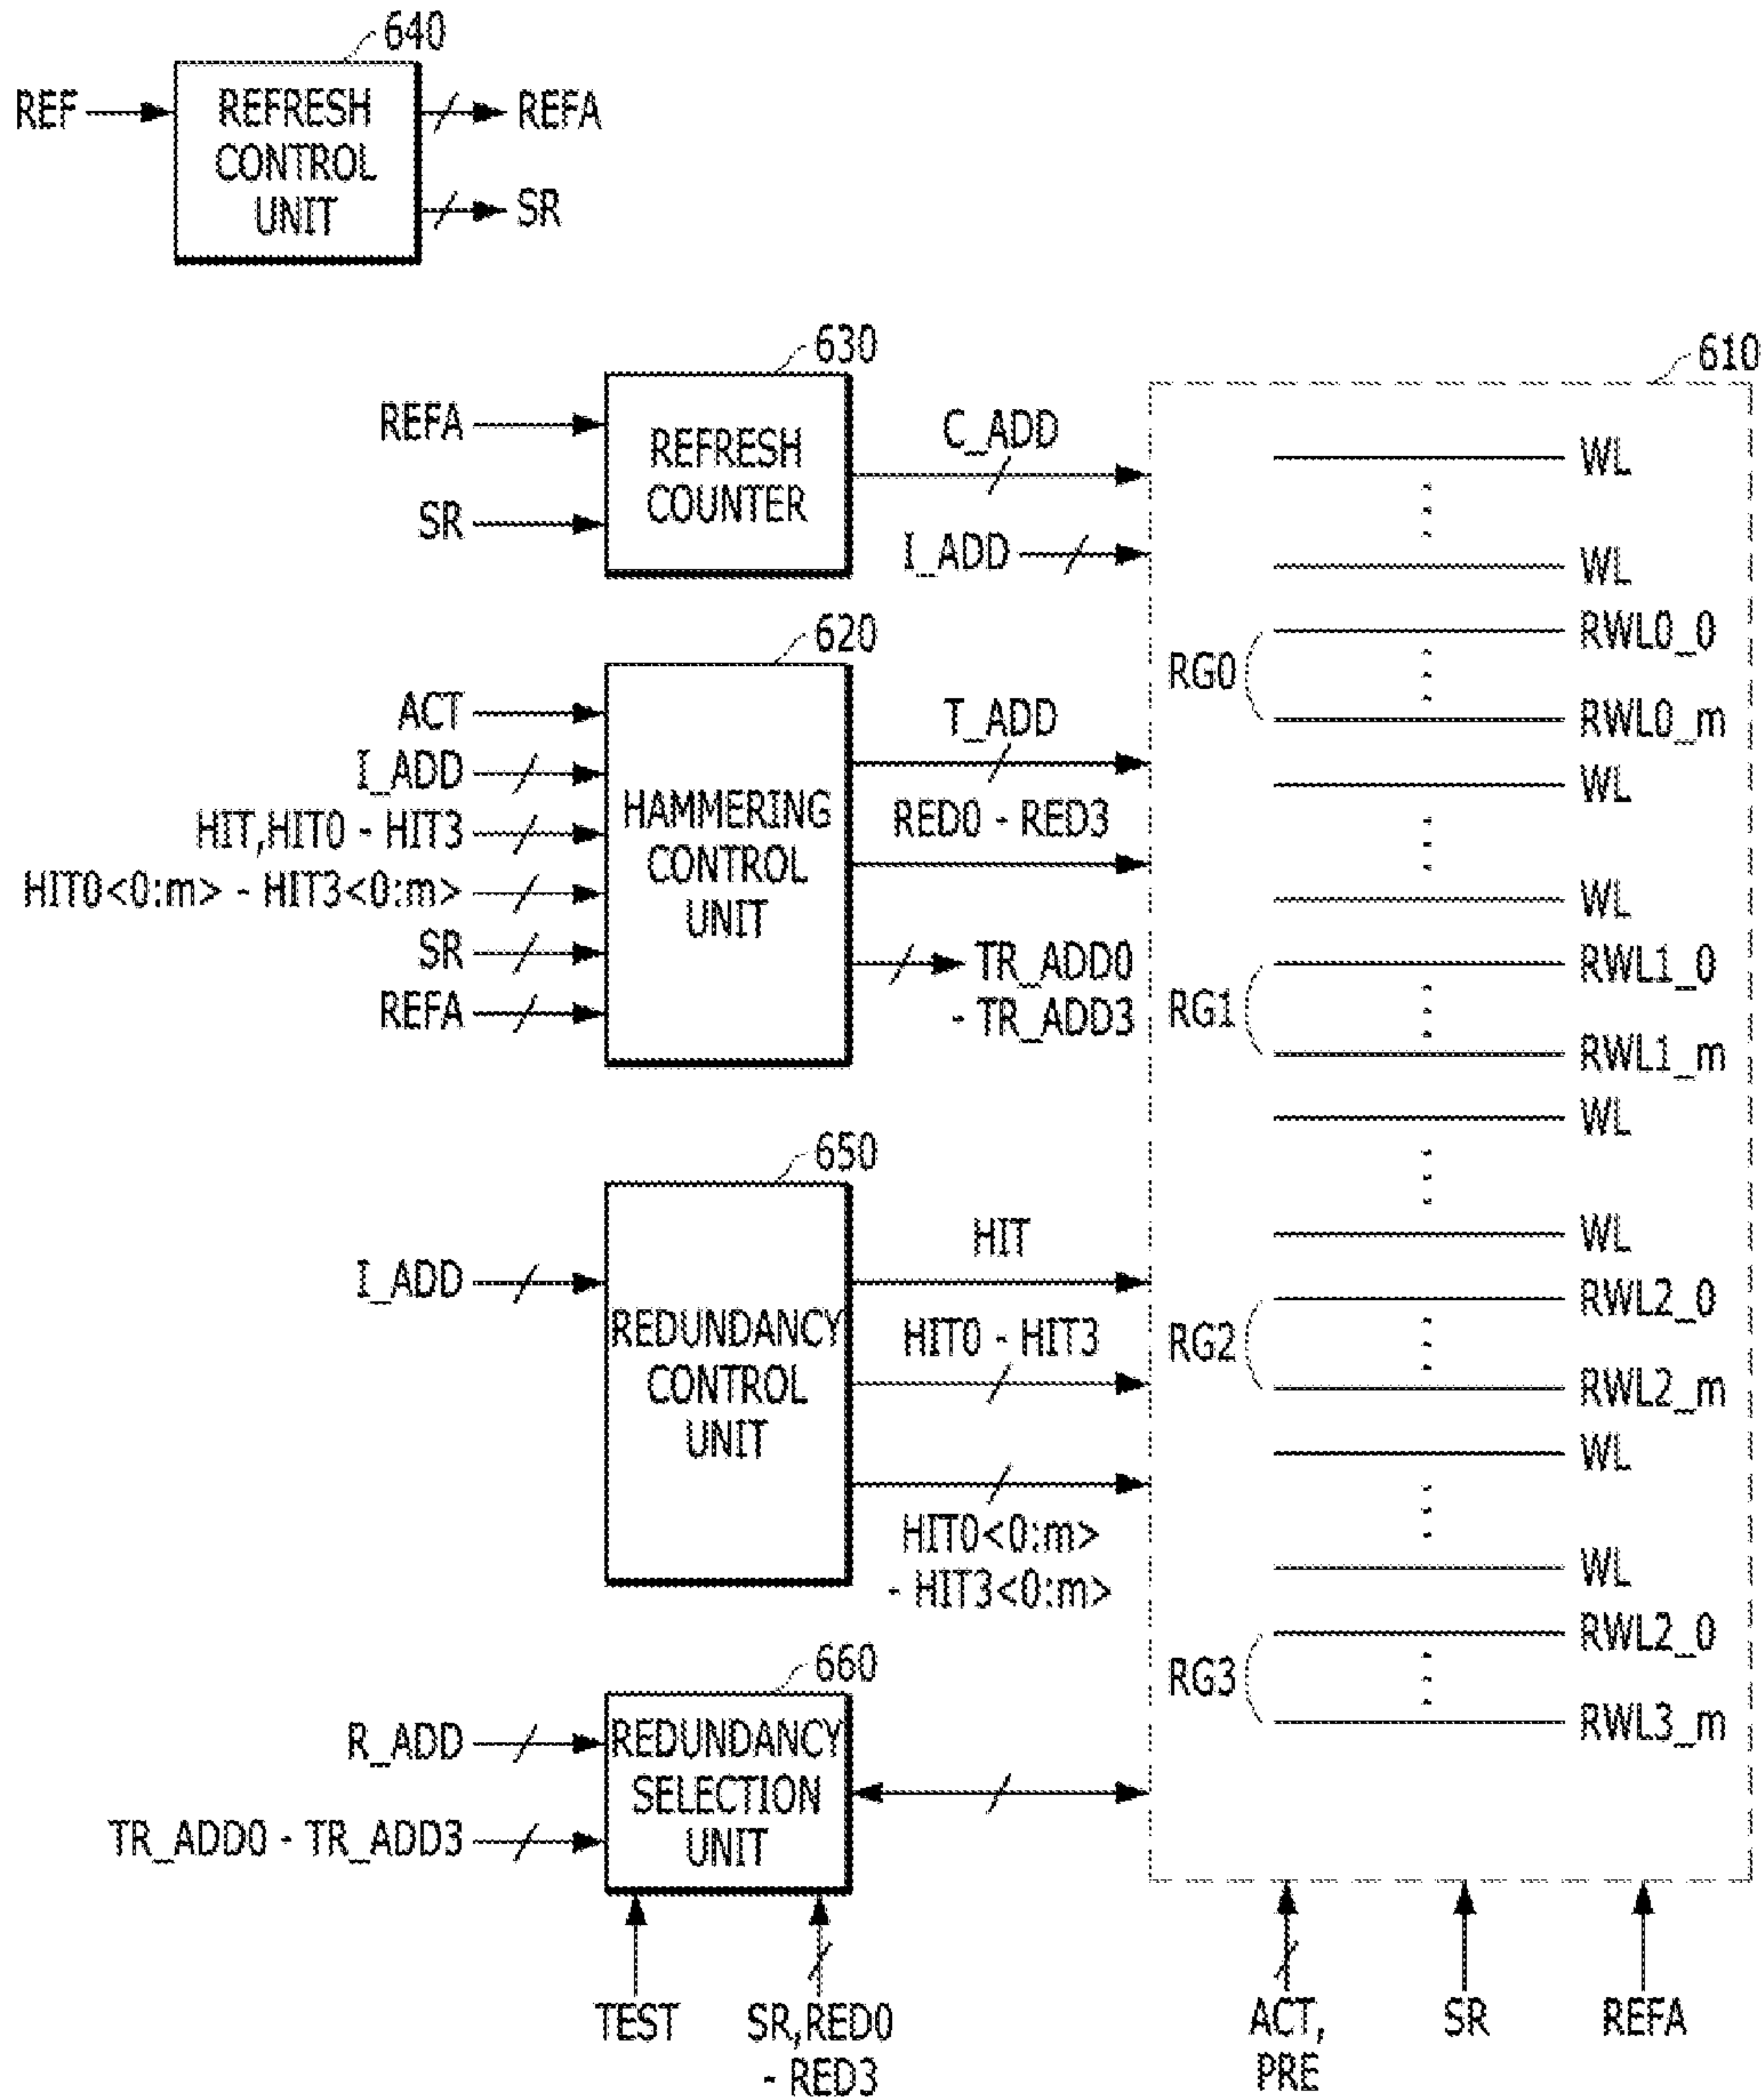 640
REF
REFRESH
CONTROL
UNIT
REFA
SR
630
REFA
SR
REFRESH
COUNTER
C_ADD
I_ADD
620
ACT
I_ADD
HIT,HIT0 - HIT3
HIT0<0:m> - HIT3<0:m>
SR
REFA
HAMMERING
CONTROL
UNIT
T_ADD
RED0 - RED3
TR_ADD0
- TR_ADD3
650
I_ADD
REDUNDANCY
CONTROL
UNIT
HIT
HIT0 - HIT3
HIT0<0:m>
- HIT3<0:m>
660
R_ADD
TR_ADD0 - TR_ADD3
REDUNDANCY
SELECTION
UNIT
TEST
SR,RED0
- RED3
610
WL
WL
RG0
RWL0_0
RWL0_m
WL
WL
RG1
RWL1_0
RWL1_m
WL
WL
RG2
RWL2_0
RWL2_m
WL
WL
RG3
RWL2_0
RWL3_m
ACT,
PRE
SR
REFA